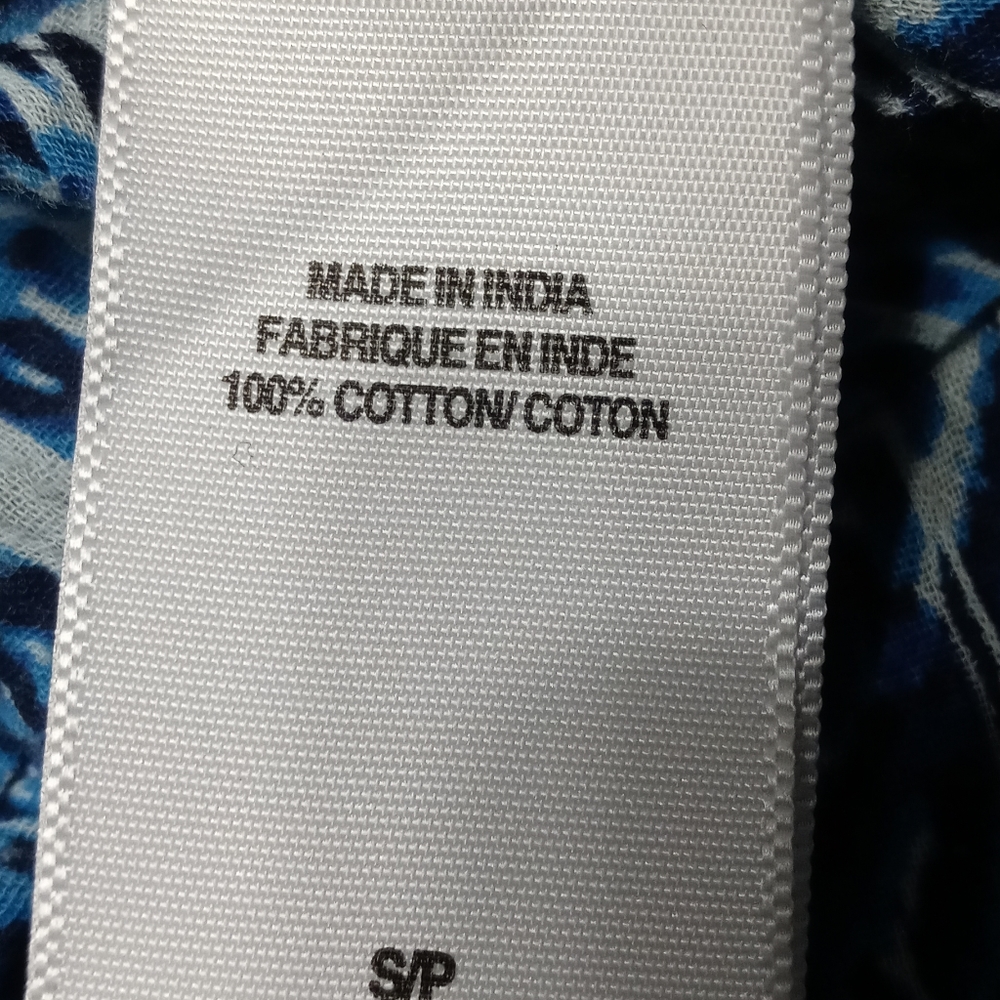 MADE IN INDIA
FABRIQUE EN INDE
100% COTTON/ COTON
S/P